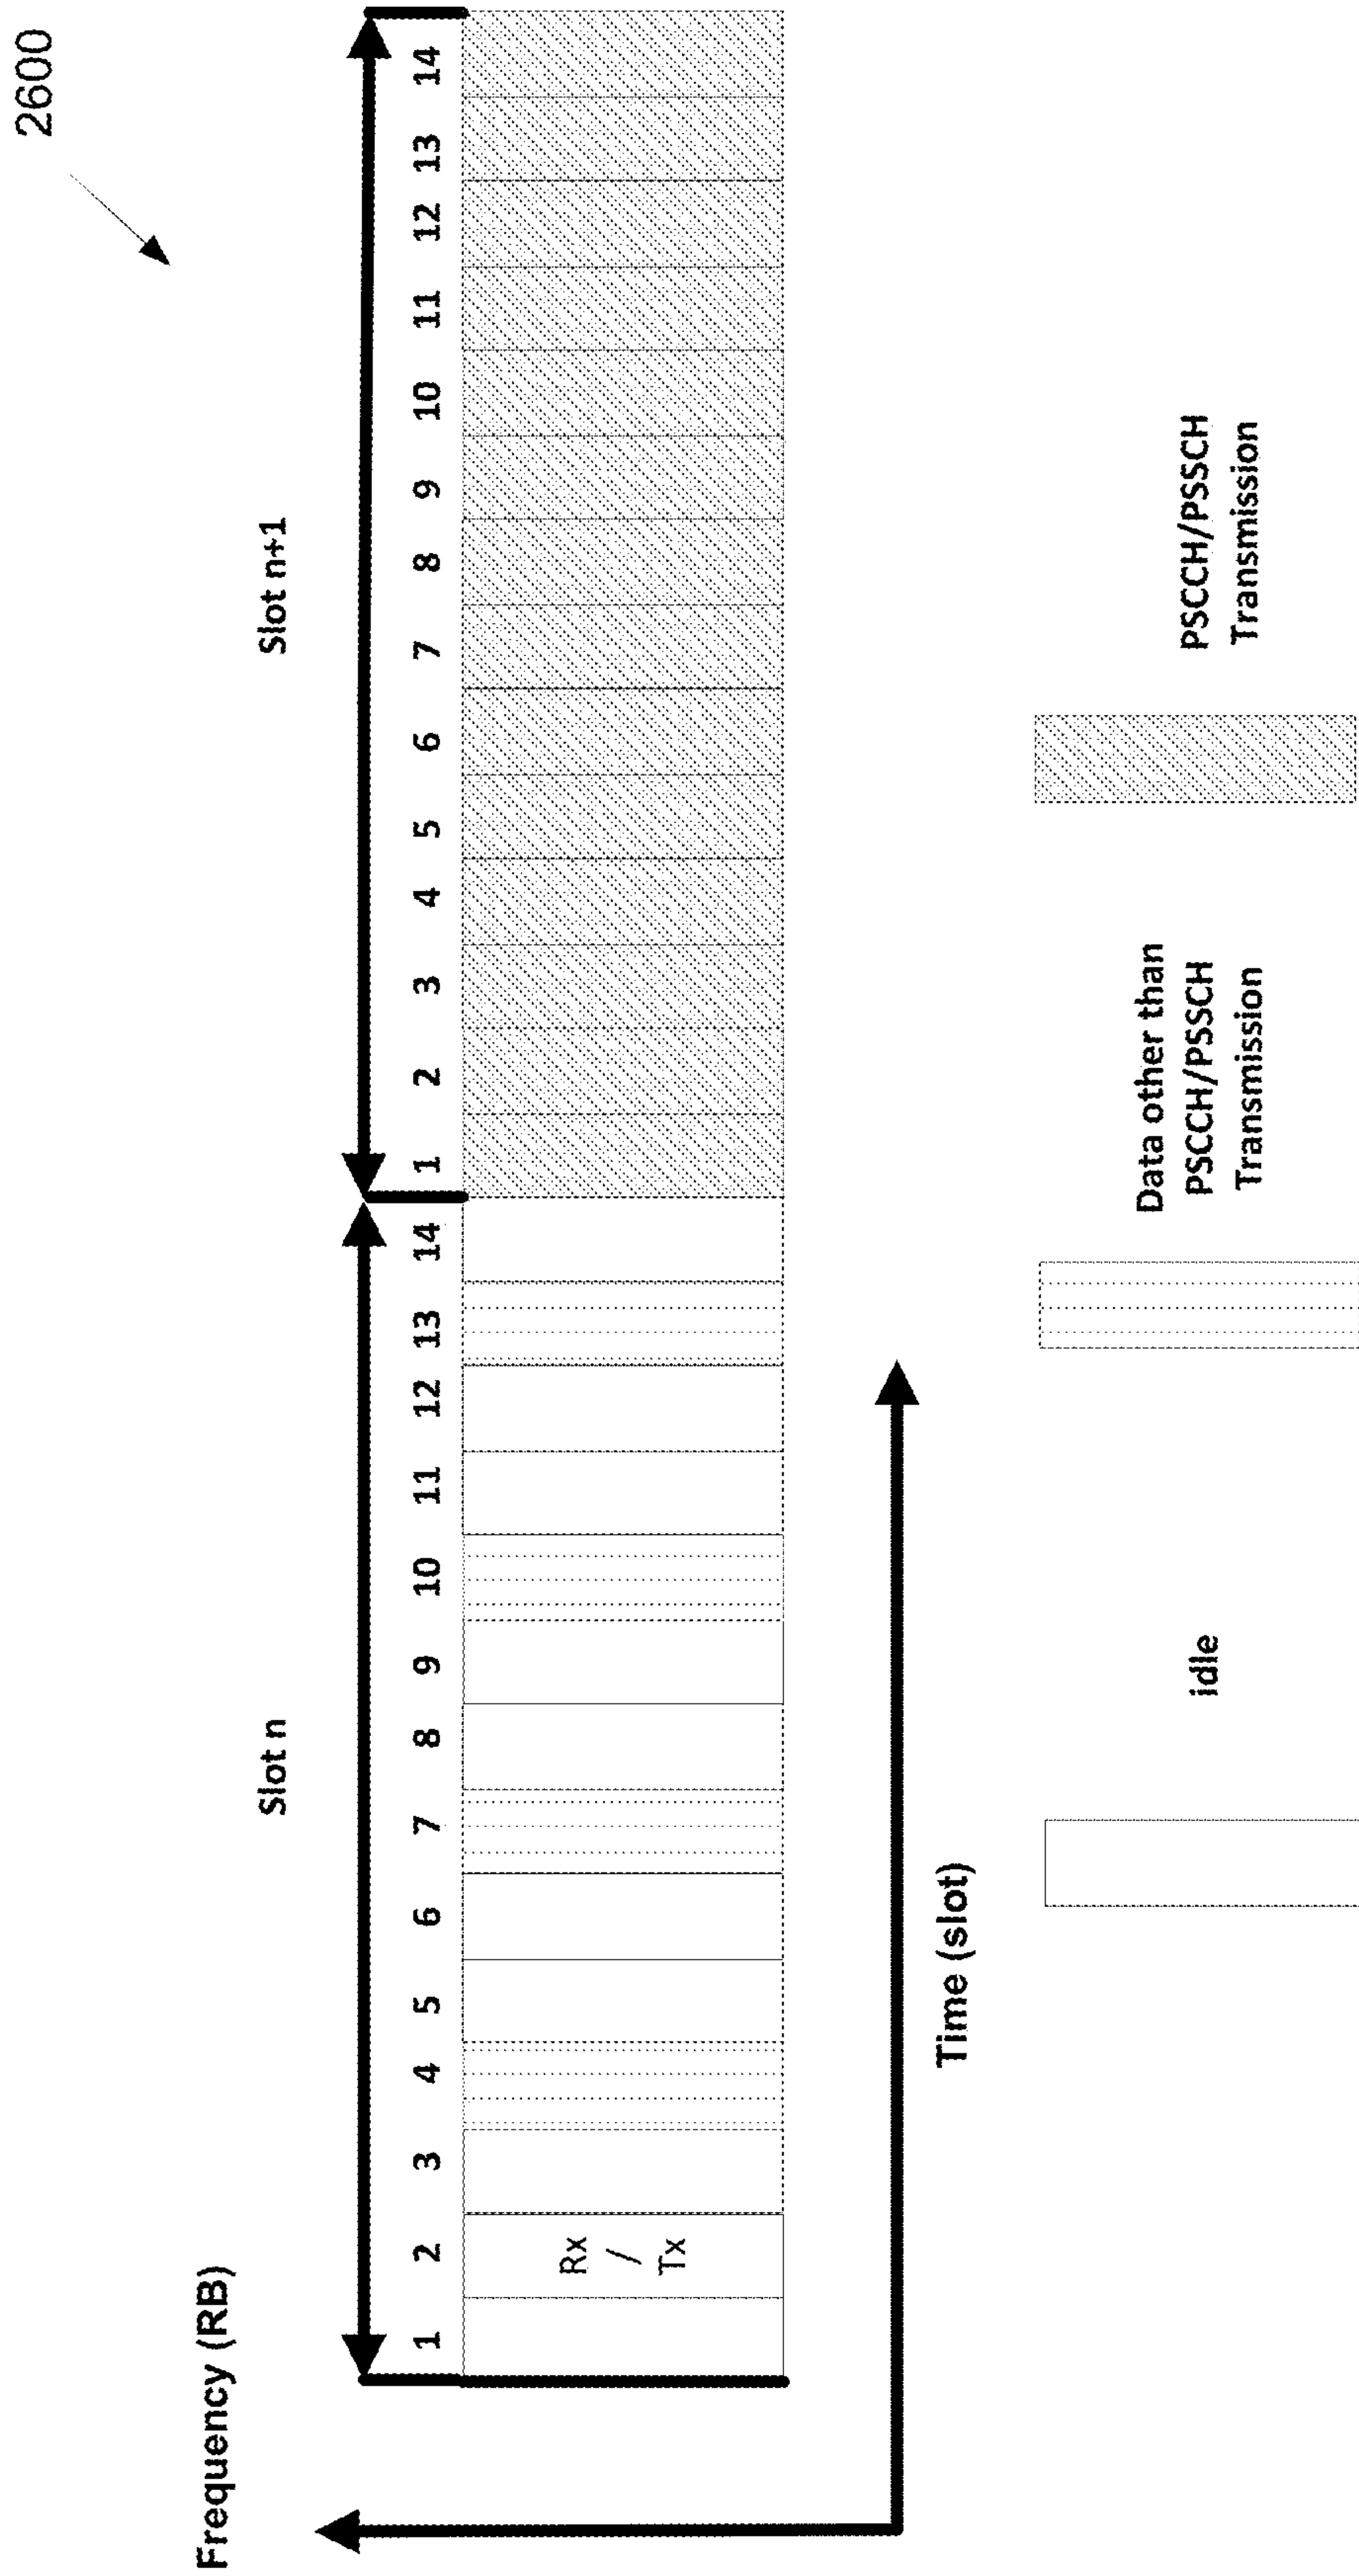 2600
Frequency (RB)
Slot n
Slot n+1
1 2 3 4 5 6 7 8 9 10 11 12 13 14 1 2 3 4 5 6 7 8 9 10 11 12 13 14
Rx
/
Tx
Time (slot)
idle
Data other than
PSCCH/PSSCH
Transmission
PSCCH/PSSCH
Transmission